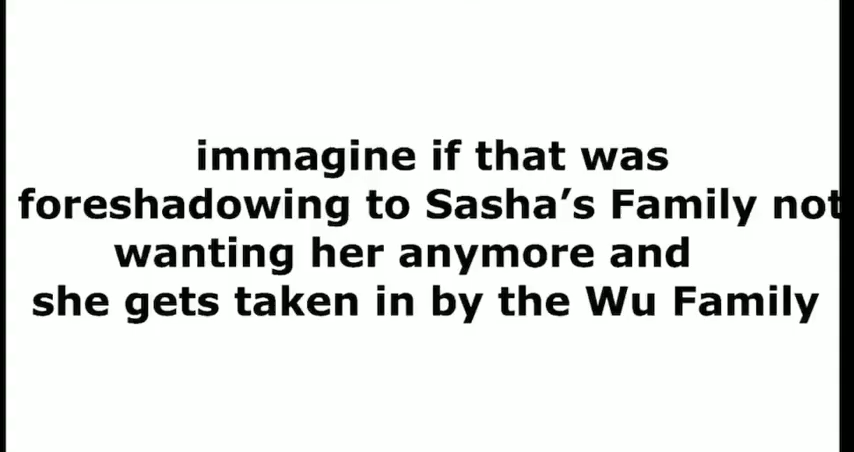 immagine if that was
foreshadowing to Sasha’s Family not
wanting her anymore and
she gets taken in by the Wu Family